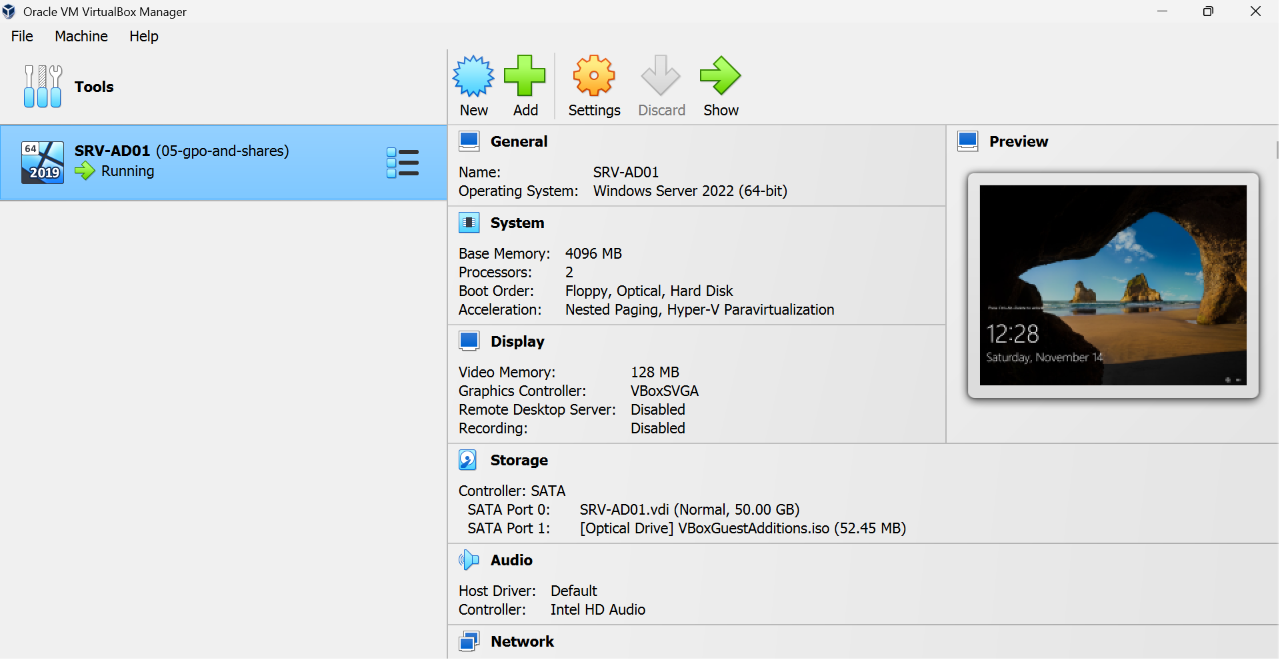 Oracle VM VirtualBox Manager
File Machine Help
Tools
New Add Settings Discard Show
64
2019
SRV-AD01 (05-gpo-and-shares)
Running
General
Name: SRV-AD01
Operating System: Windows Server 2022 (64-bit)
System
Base Memory: 4096 MB
Processors: 2
Boot Order: Floppy, Optical, Hard Disk
Acceleration: Nested Paging, Hyper-V Paravirtualization
Display
Video Memory: 128 MB
Graphics Controller: VBoxSVGA
Remote Desktop Server: Disabled
Recording: Disabled
Preview
12:28
Saturday, November 14
Storage
Controller: SATA
SATA Port 0: SRV-AD01.vdi (Normal, 50.00 GB)
SATA Port 1: [Optical Drive] VBoxGuestAdditions.iso (52.45 MB)
Audio
Host Driver: Default
Controller: Intel HD Audio
Network